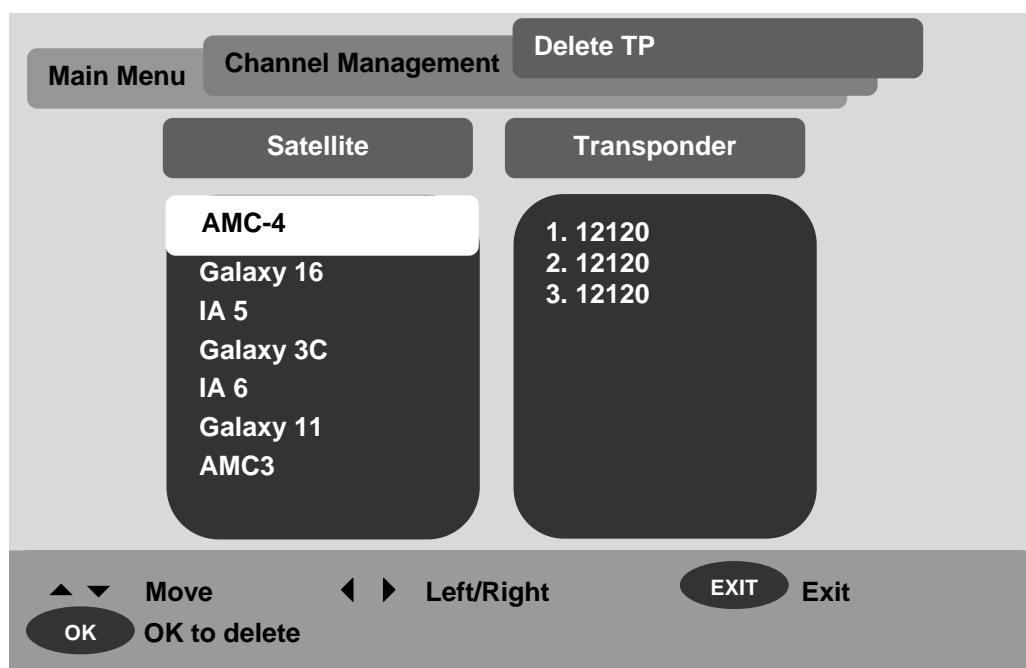 Main Menu
Channel Management
Delete TP
Satellite
Transponder
AMC-4
Galaxy 16
IA 5
Galaxy 3C
IA 6
Galaxy 11
AMC3
1. 12120
2. 12120
3. 12120
Move
Left/Right
EXIT Exit
OK OK to delete